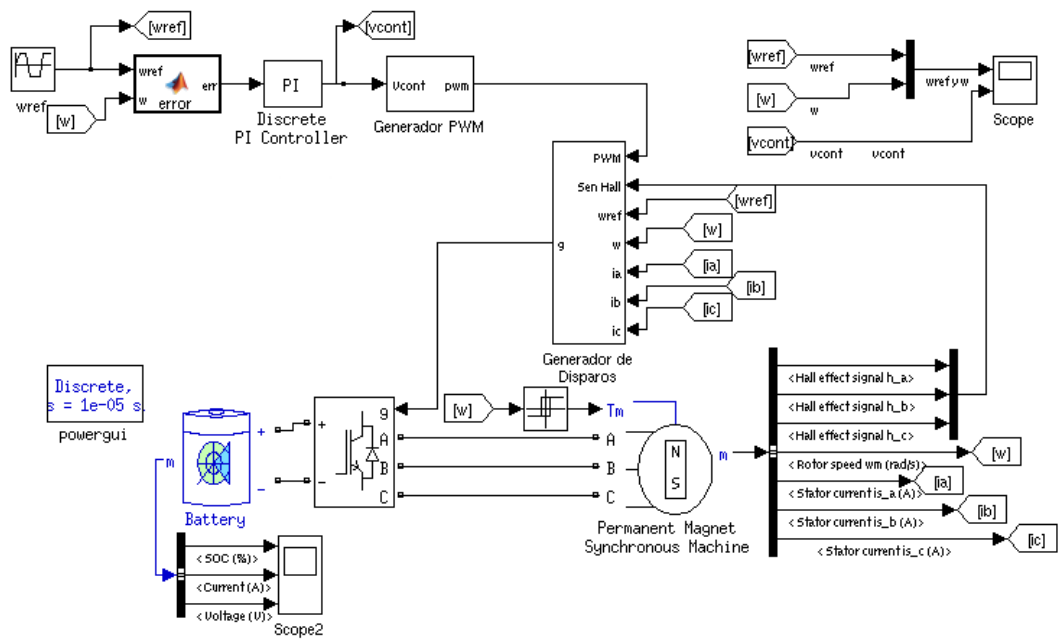 [wref]
[vcont]
wref
w
err
error
wref
[w]
PI
Discrete
PI Controller
Vcont pwm
Generador PWM
[wref]
wref
[w]
w
[vcont]
vcont vcont
wref y w
Scope
PWM
Sen Hall
wref
w
ia
ib
ic
g
[wref]
[w]
[ia]
[ib]
[ic]
Generador de
Disparos
Discrete,
s = 1e-05 s.
powergui
m
+
−
Battery
+
−
g
A
B
C
[w]
Tm
A
B
C
N
S
m
Permanent Magnet
Synchronous Machine
<Hall effect signal h_a>
<Hall effect signal h_b>
<Hall effect signal h_c>
<Rotor speed wm (rad/s)>
<Stator current is_a (A)>
<Stator current is_b (A)>
<Stator current is_c (A)>
[w]
[ia]
[ib]
[ic]
<SOC (%)>
<Current (A)>
<Voltage (V)>
Scope2